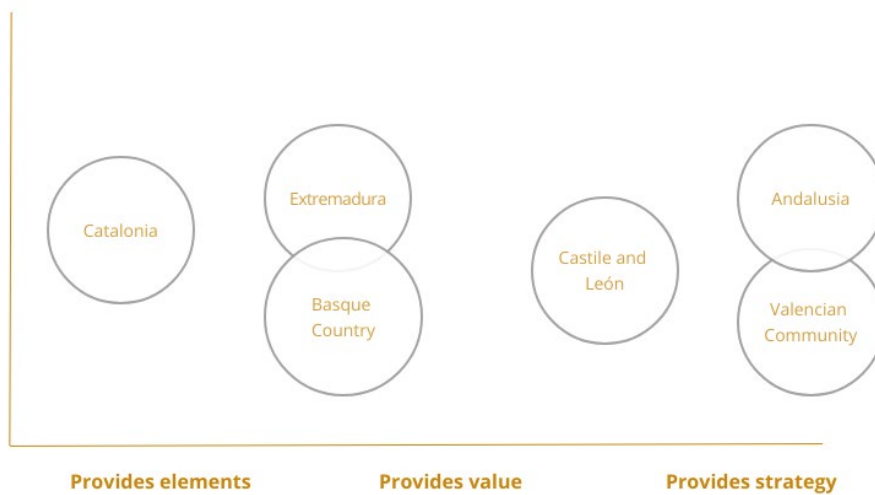 Catalonia
Extremadura
Basque
Country
Castile and
León
Andalusia
Valencian
Community
Provides elements
Provides value
Provides strategy